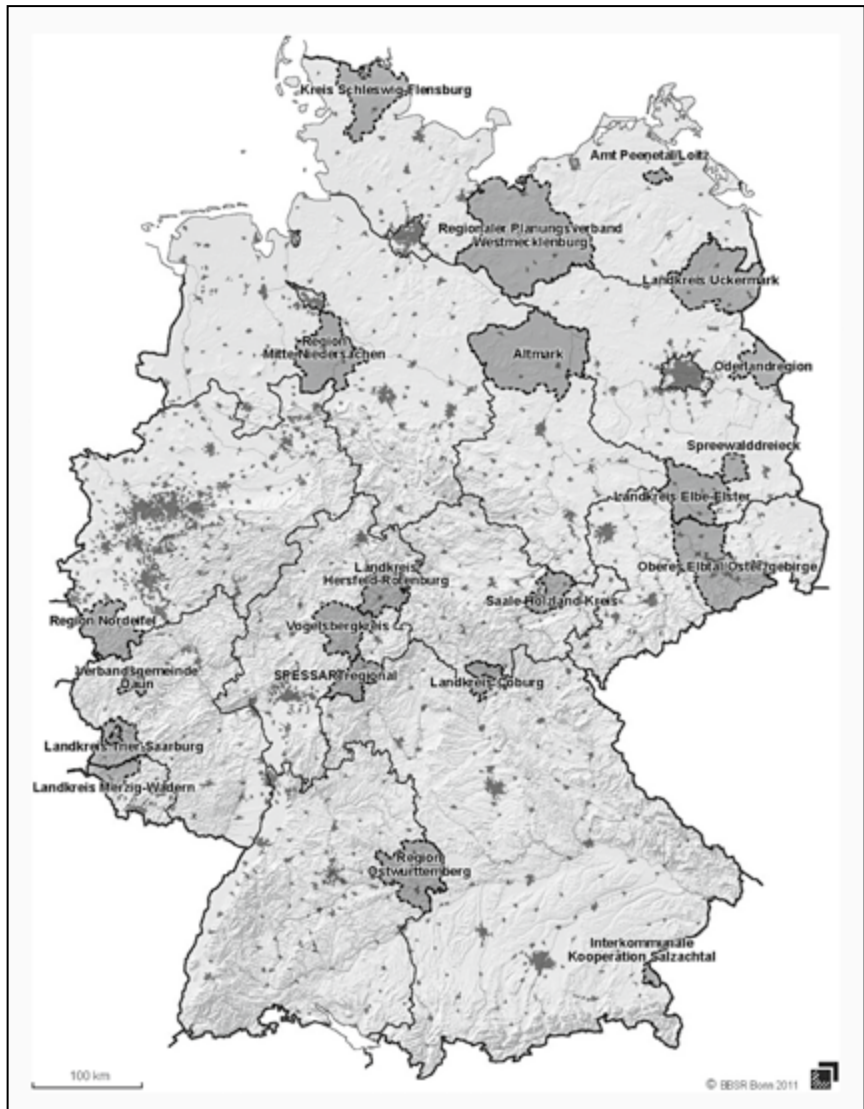 Kreis Schleswig-Flensburg
Amt Peenetal/Loitz
Regionaler Planungsverband
Westmecklenburg
Landkreis Uckermark
Region
Mitte Niedersachsen
Altmark
Oderlandregion
Spreewalddreieck
Landkreis Elbe-Elster
Landkreis
Hersfeld-Rotenburg
Oberes Elbtal Osterzgebirge
Saale-Holzland-Kreis
Region Nordeifel
Vogelsbergkreis
Verbandsgemeinde
Daun
SPESSARTregional
Landkreis Coburg
Landkreis Trier-Saarburg
Landkreis Merzig-Wadern
Region
Ostwürttemberg
Interkommunale
Kooperation Salzachtal
100 km
© BBSR Bonn 2011